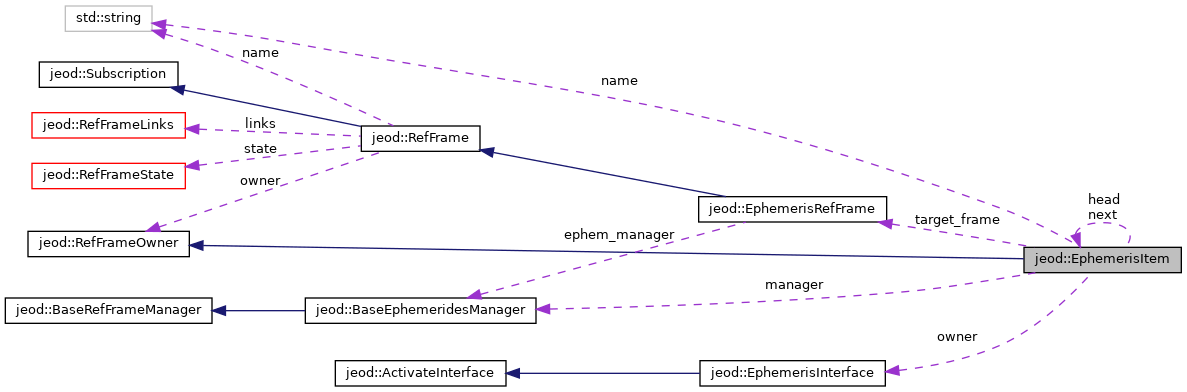 std::string
name
jeod::Subscription
name
jeod::RefFrameLinks
links
jeod::RefFrame
state
jeod::RefFrameState
owner
jeod::EphemerisRefFrame
head
next
target_frame
jeod::RefFrameOwner
ephem_manager
jeod::EphemerisItem
manager
jeod::BaseRefFrameManager
jeod::BaseEphemeridesManager
owner
jeod::ActivateInterface
jeod::EphemerisInterface